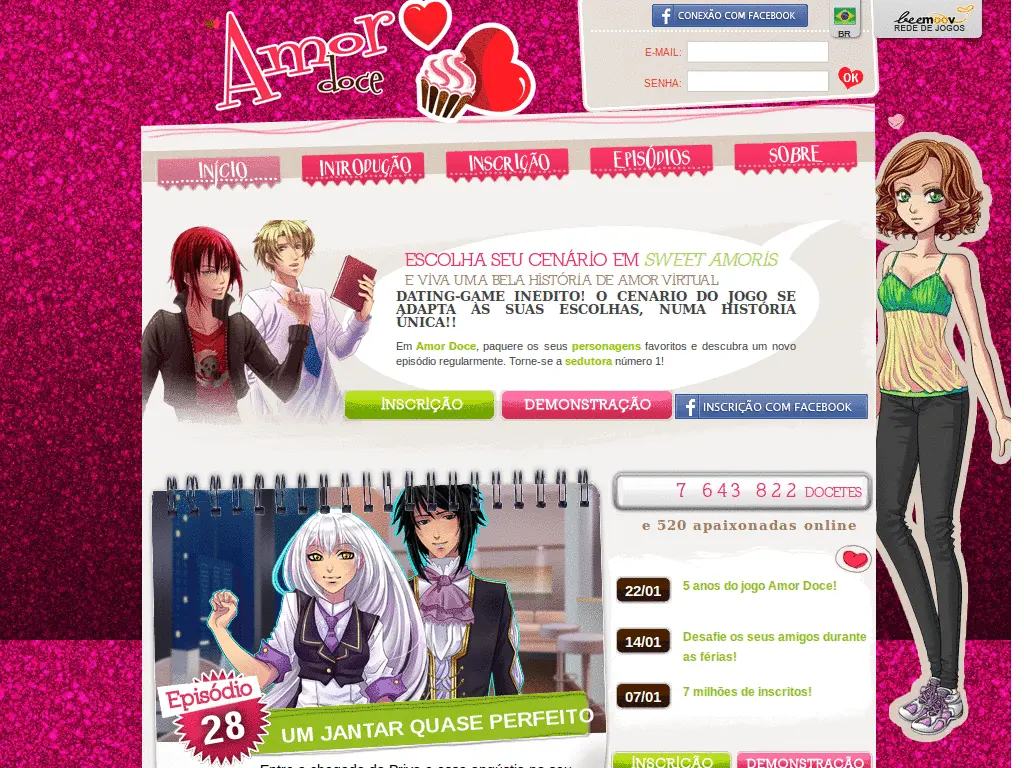 Amor
doce
CONEXÃO COM FACEBOOK
BR
beemoov
REDE DE JOGOS
E-MAIL:
SENHA:
OK
INÍCIO
INTRODUÇÃO
INSCRIÇÃO
EPISÓDIOS
SOBRE
ESCOLHA SEU CENÁRIO EM SWEET AMORIS
E VIVA UMA BELA HISTÓRIA DE AMOR VIRTUAL
DATING-GAME INÉDITO! O CENÁRIO DO JOGO SE
ADAPTA ÀS SUAS ESCOLHAS, NUMA HISTÓRIA
ÚNICA!!
Em Amor Doce, paquere os seus personagens favoritos e descubra um novo
episódio regularmente. Torne-se a sedutora número 1!
INSCRIÇÃO
DEMONSTRAÇÃO
INSCRIÇÃO COM FACEBOOK
7 643 822 DOCETES
e 520 apaixonadas online
22/01
5 anos do jogo Amor Doce!
14/01
Desafie os seus amigos durante
as férias!
07/01
7 milhões de inscritos!
Episódio
28
UM JANTAR QUASE PERFEITO
INSCRIÇÃO
DEMONSTRAÇÃO